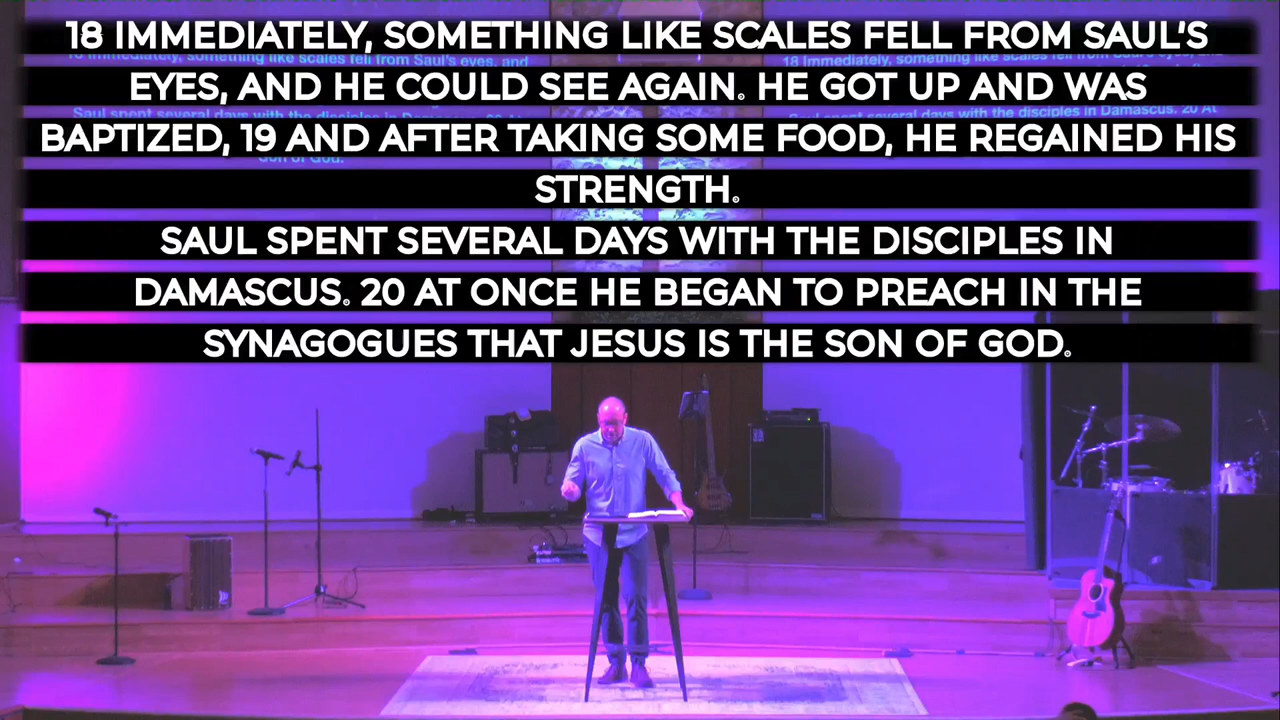 18 IMMEDIATELY, SOMETHING LIKE SCALES FELL FROM SAUL'S
EYES, AND HE COULD SEE AGAIN. HE GOT UP AND WAS
BAPTIZED, 19 AND AFTER TAKING SOME FOOD, HE REGAINED HIS
STRENGTH.
SAUL SPENT SEVERAL DAYS WITH THE DISCIPLES IN
DAMASCUS. 20 AT ONCE HE BEGAN TO PREACH IN THE
SYNAGOGUES THAT JESUS IS THE SON OF GOD.